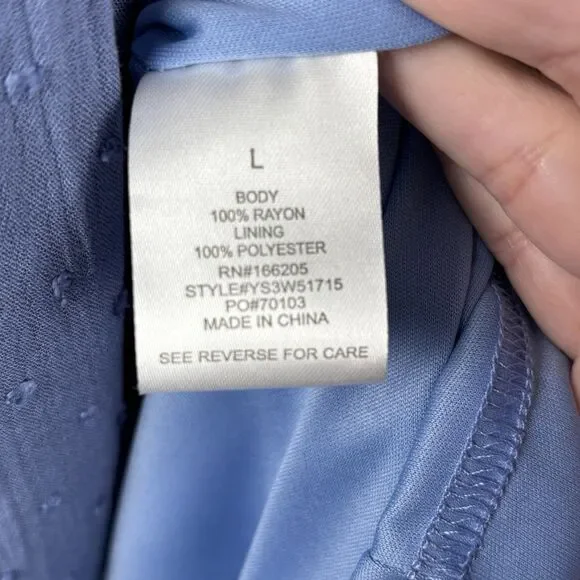 L
BODY
100% RAYON
LINING
100% POLYESTER
RN#166205
STYLE#YS3W51715
PO#70103
MADE IN CHINA
SEE REVERSE FOR CARE